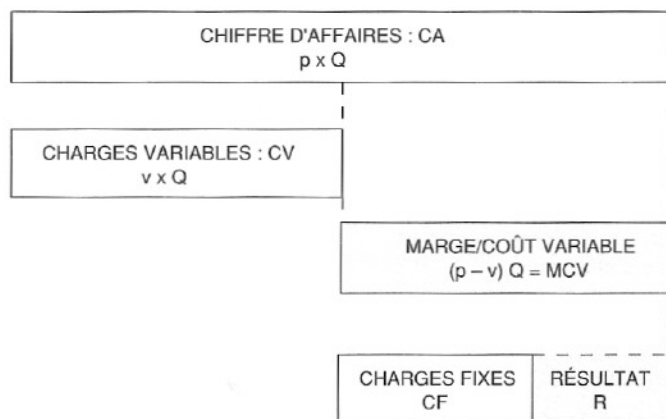 CHIFFRE D'AFFAIRES : CA
p x Q
CHARGES VARIABLES : CV
v x Q
MARGE/COÛT VARIABLE
(p – v) Q = MCV
CHARGES FIXES
CF
RÉSULTAT
R